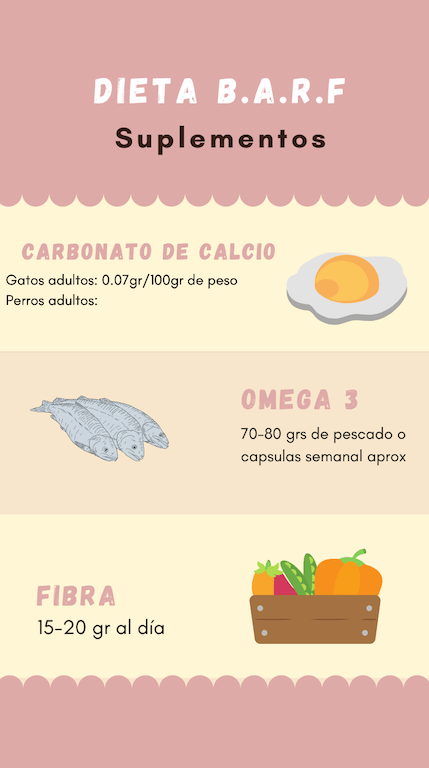 DIETA B.A.R.F
Suplementos
CARBONATO DE CALCIO
Gatos adultos: 0.07gr/100gr de peso
Perros adultos:
OMEGA 3
70-80 grs de pescado o
capsulas semanal aprox
FIBRA
15-20 gr al día